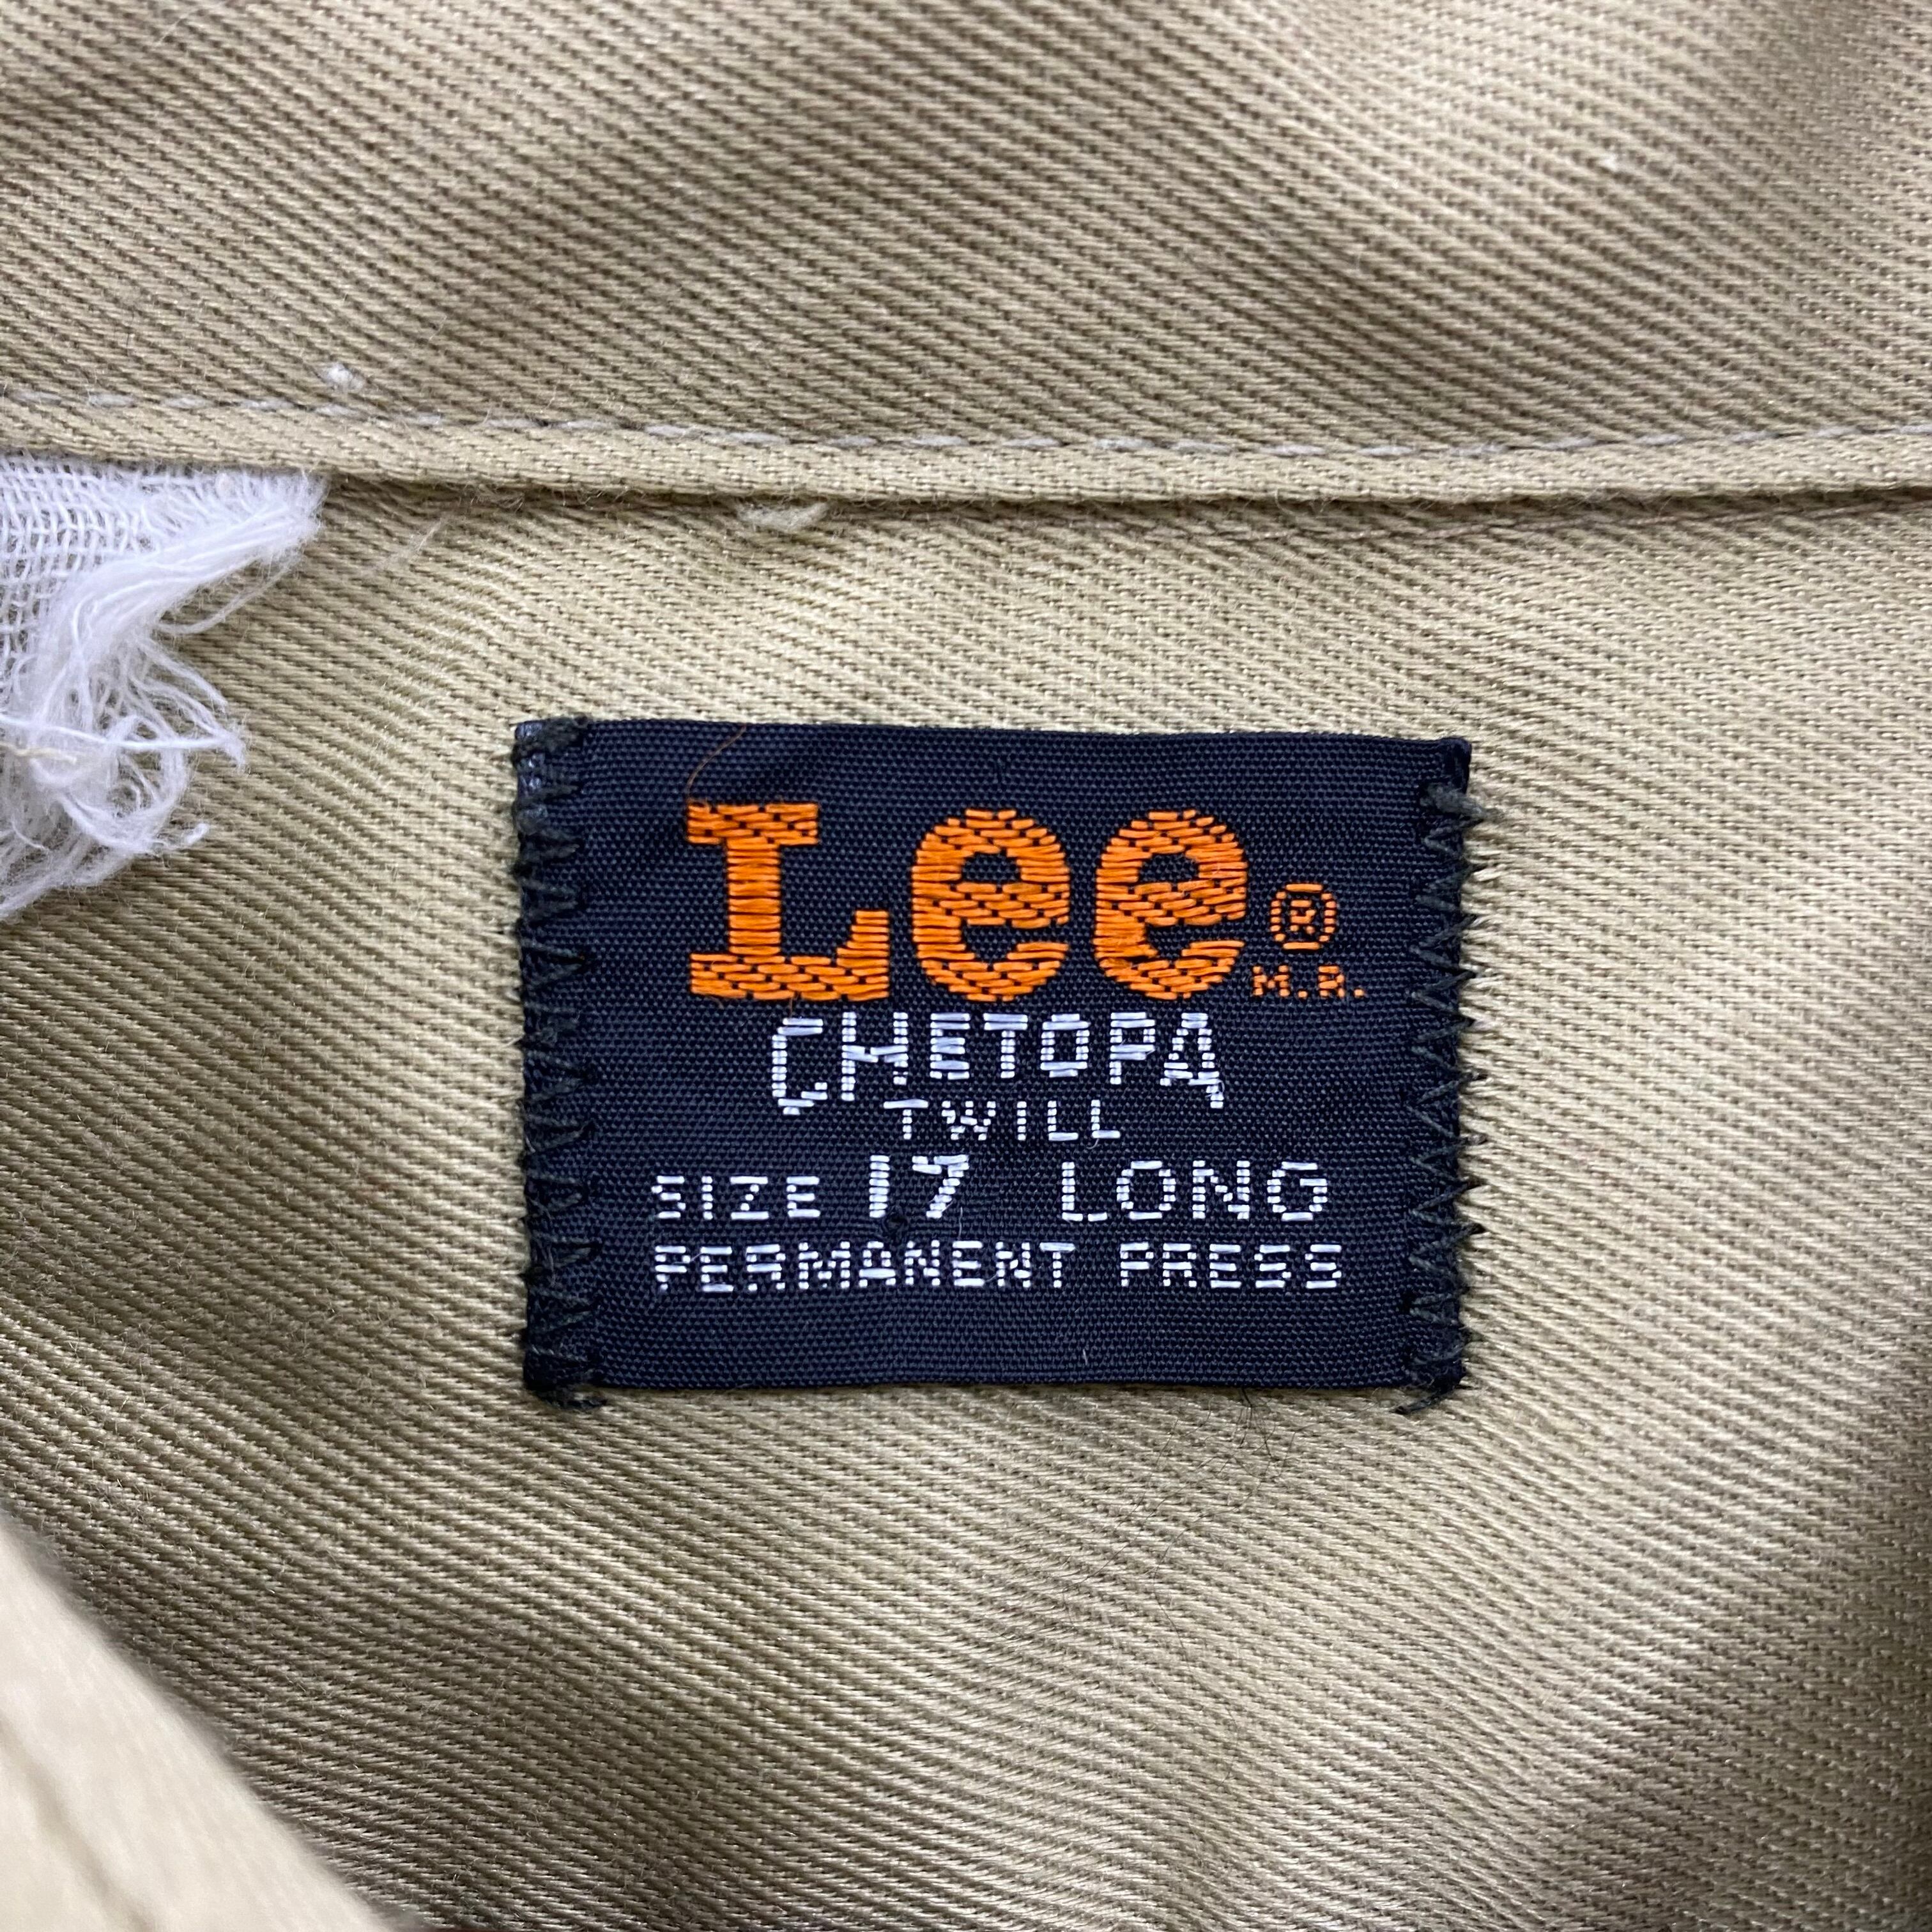 Lee®
M.R.
CHETOPA
TWILL
SIZE 17 LONG
PERMANENT PRESS